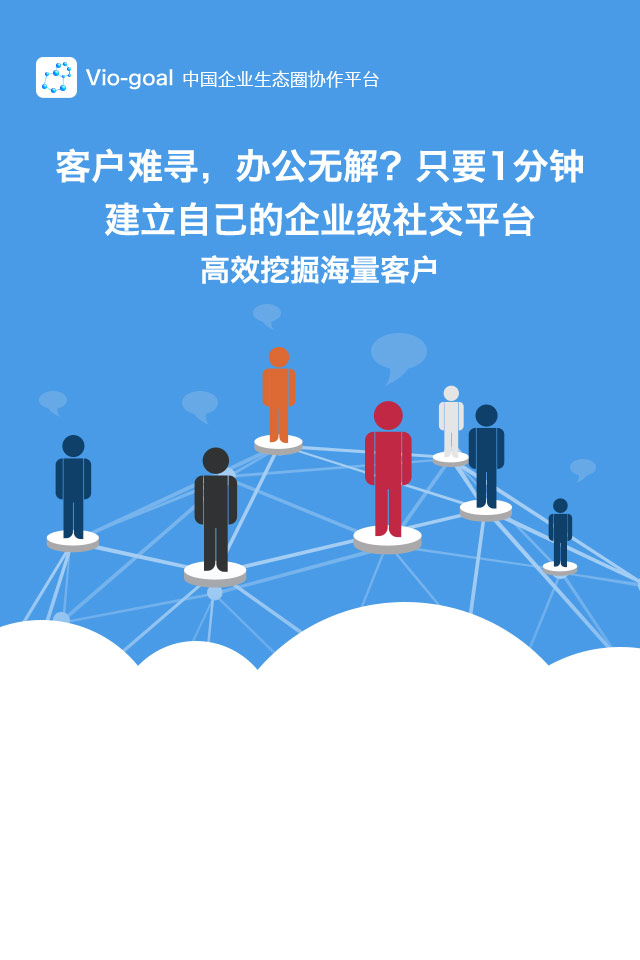 Vio-goal 中国企业生态圈协作平台
客户难寻，办公无解？只要1分钟
建立自己的企业级社交平台
高效挖掘海量客户